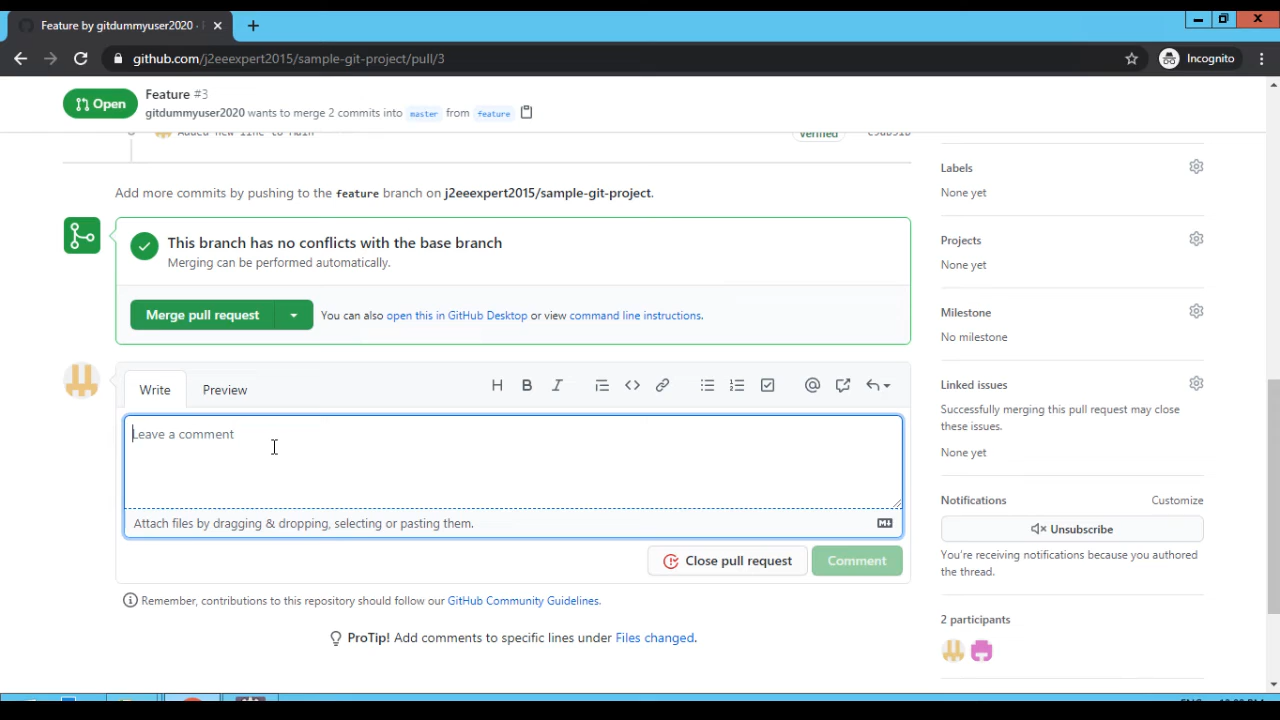 Feature by gitdummyuser2020 ·
github.com/j2eeexpert2015/sample-git-project/pull/3
Incognito
Open
Feature #3
gitdummyuser2020 wants to merge 2 commits into master from feature
Added new line to Main
Verified
Add more commits by pushing to the feature branch on j2eeexpert2015/sample-git-project.
This branch has no conflicts with the base branch
Merging can be performed automatically.
Merge pull request
You can also open this in GitHub Desktop or view command line instructions.
Write
Preview
Leave a comment
Attach files by dragging & dropping, selecting or pasting them.
Close pull request
Comment
Remember, contributions to this repository should follow our GitHub Community Guidelines.
ProTip! Add comments to specific lines under Files changed.
Labels
None yet
Projects
None yet
Milestone
No milestone
Linked issues
Successfully merging this pull request may close
these issues.
None yet
Notifications
Customize
Unsubscribe
You're receiving notifications because you authored
the thread.
2 participants